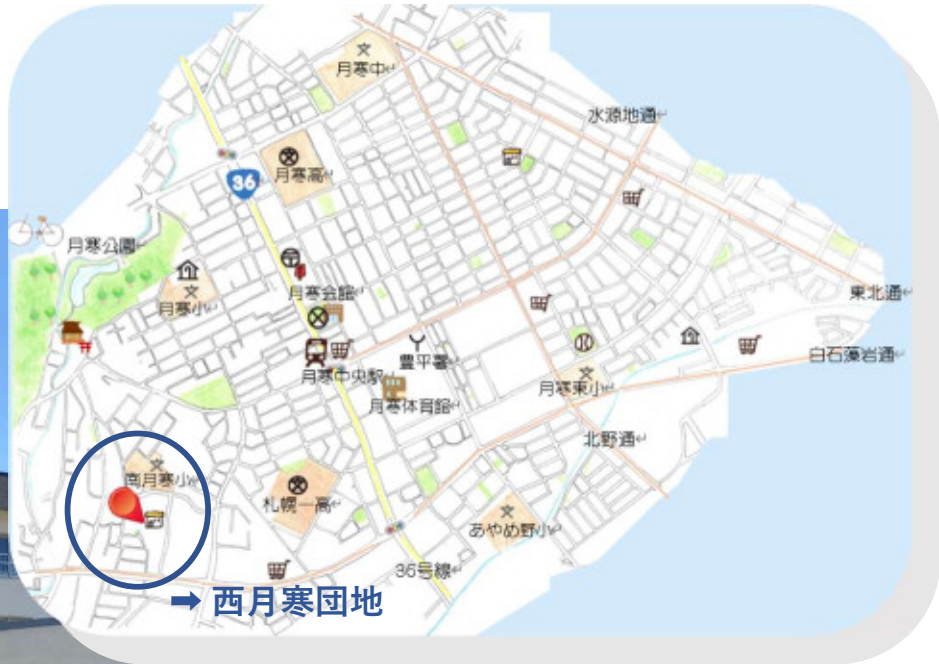 月寒中
水源地通
月寒高
36
月寒公園
月寒会館
月寒小
東北通
豊平署
白石藻岩通
月寒中央駅
月寒東小
月寒体育館
北野通
南月寒小
札幌一高
あやめ野小
36号線
➡ 西月寒団地